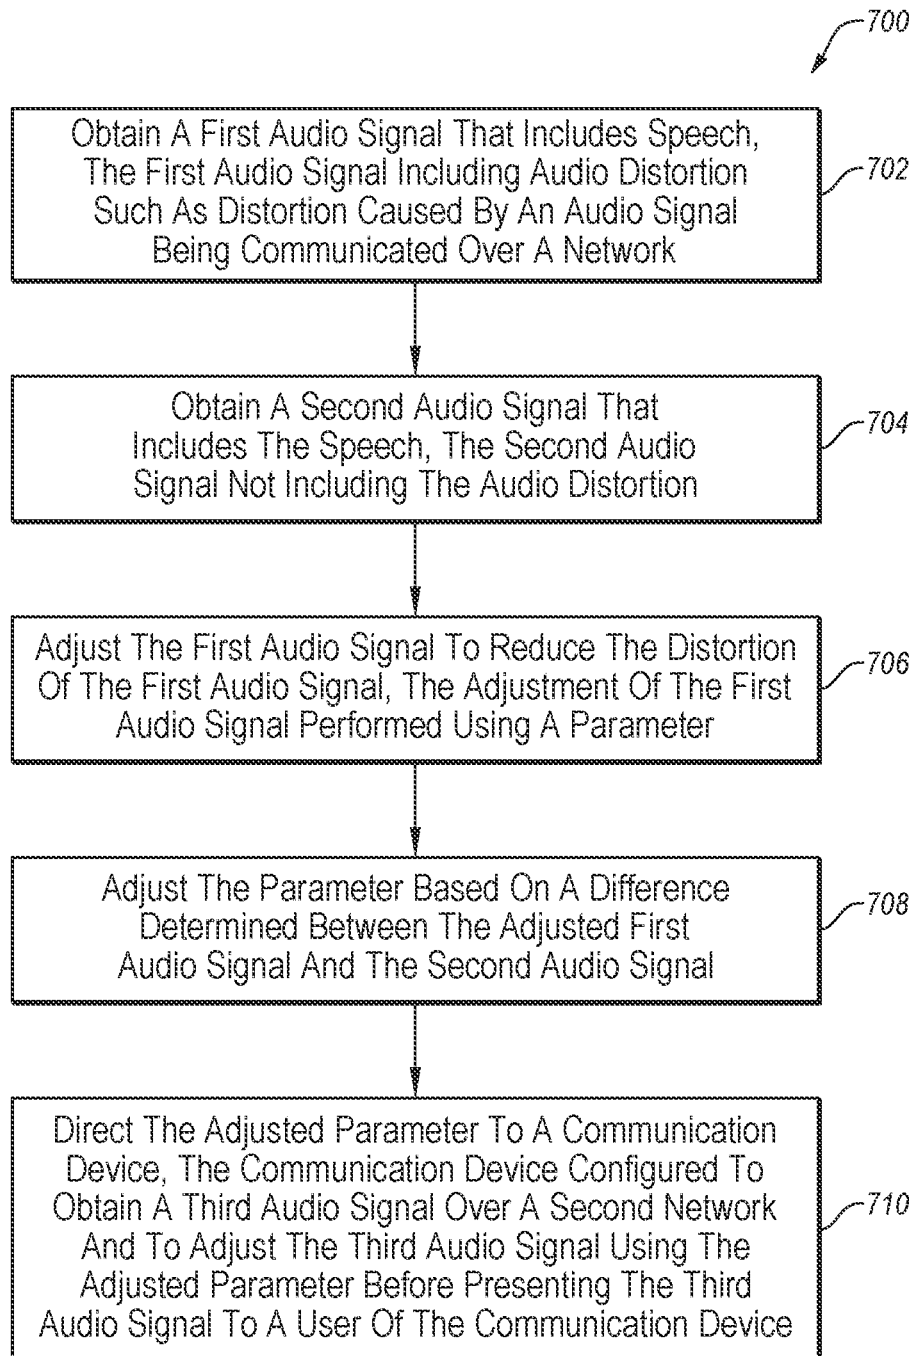 700
Obtain A First Audio Signal That Includes Speech,
The First Audio Signal Including Audio Distortion
Such As Distortion Caused By An Audio Signal
Being Communicated Over A Network
702
Obtain A Second Audio Signal That
Includes The Speech, The Second Audio
Signal Not Including The Audio Distortion
704
Adjust The First Audio Signal To Reduce The Distortion
Of The First Audio Signal, The Adjustment Of The First
Audio Signal Performed Using A Parameter
706
Adjust The Parameter Based On A Difference
Determined Between The Adjusted First
Audio Signal And The Second Audio Signal
708
Direct The Adjusted Parameter To A Communication
Device, The Communication Device Configured To
Obtain A Third Audio Signal Over A Second Network
And To Adjust The Third Audio Signal Using The
Adjusted Parameter Before Presenting The Third
Audio Signal To A User Of The Communication Device
710